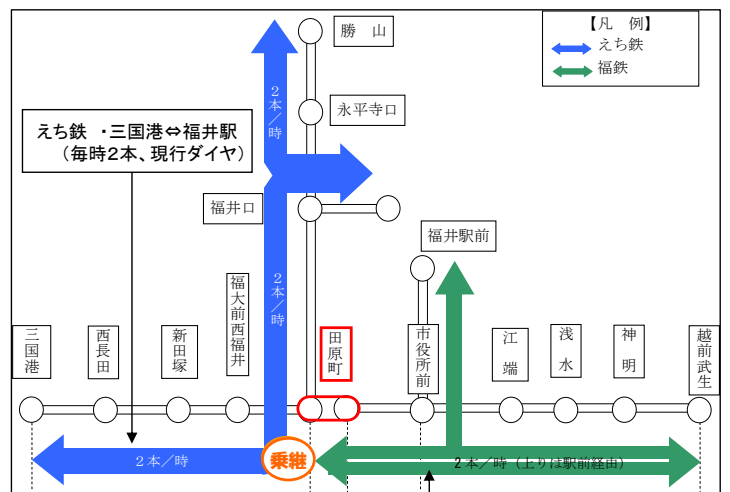 【凡 例】
えち鉄
福鉄
勝 山
永平寺口
2本／時
えち鉄 ・三国港⇔福井駅
（毎時2本、現行ダイヤ）
福井口
福井駅前
2本／時
三国港
西長田
新田塚
福大前西福井
田原町
市役所前
江端
浅水
神明
越前武生
2本／時
乗継
2本／時（上りは駅前経由）